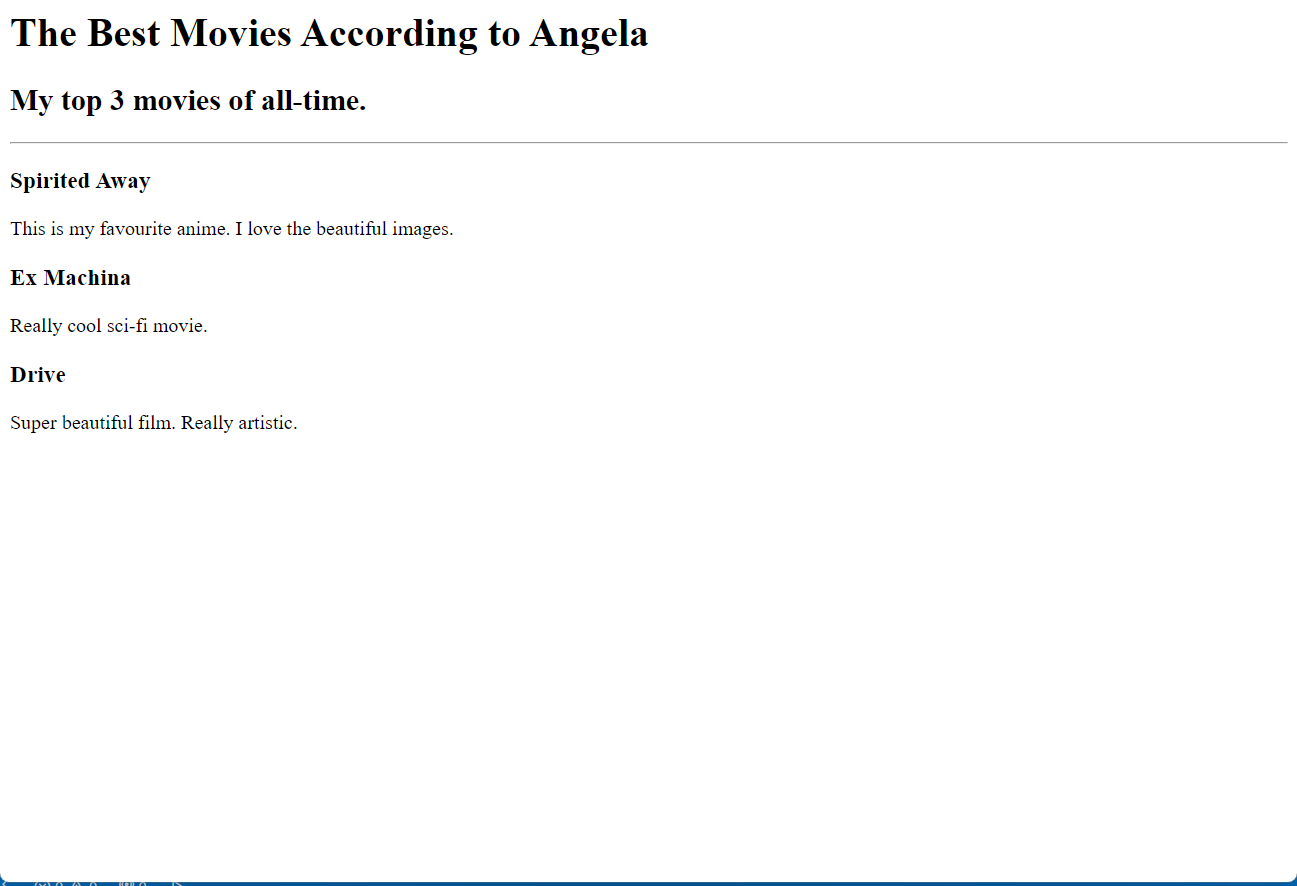 The Best Movies According to Angela
My top 3 movies of all-time.
Spirited Away
This is my favourite anime. I love the beautiful images.
Ex Machina
Really cool sci-fi movie.
Drive
Super beautiful film. Really artistic.